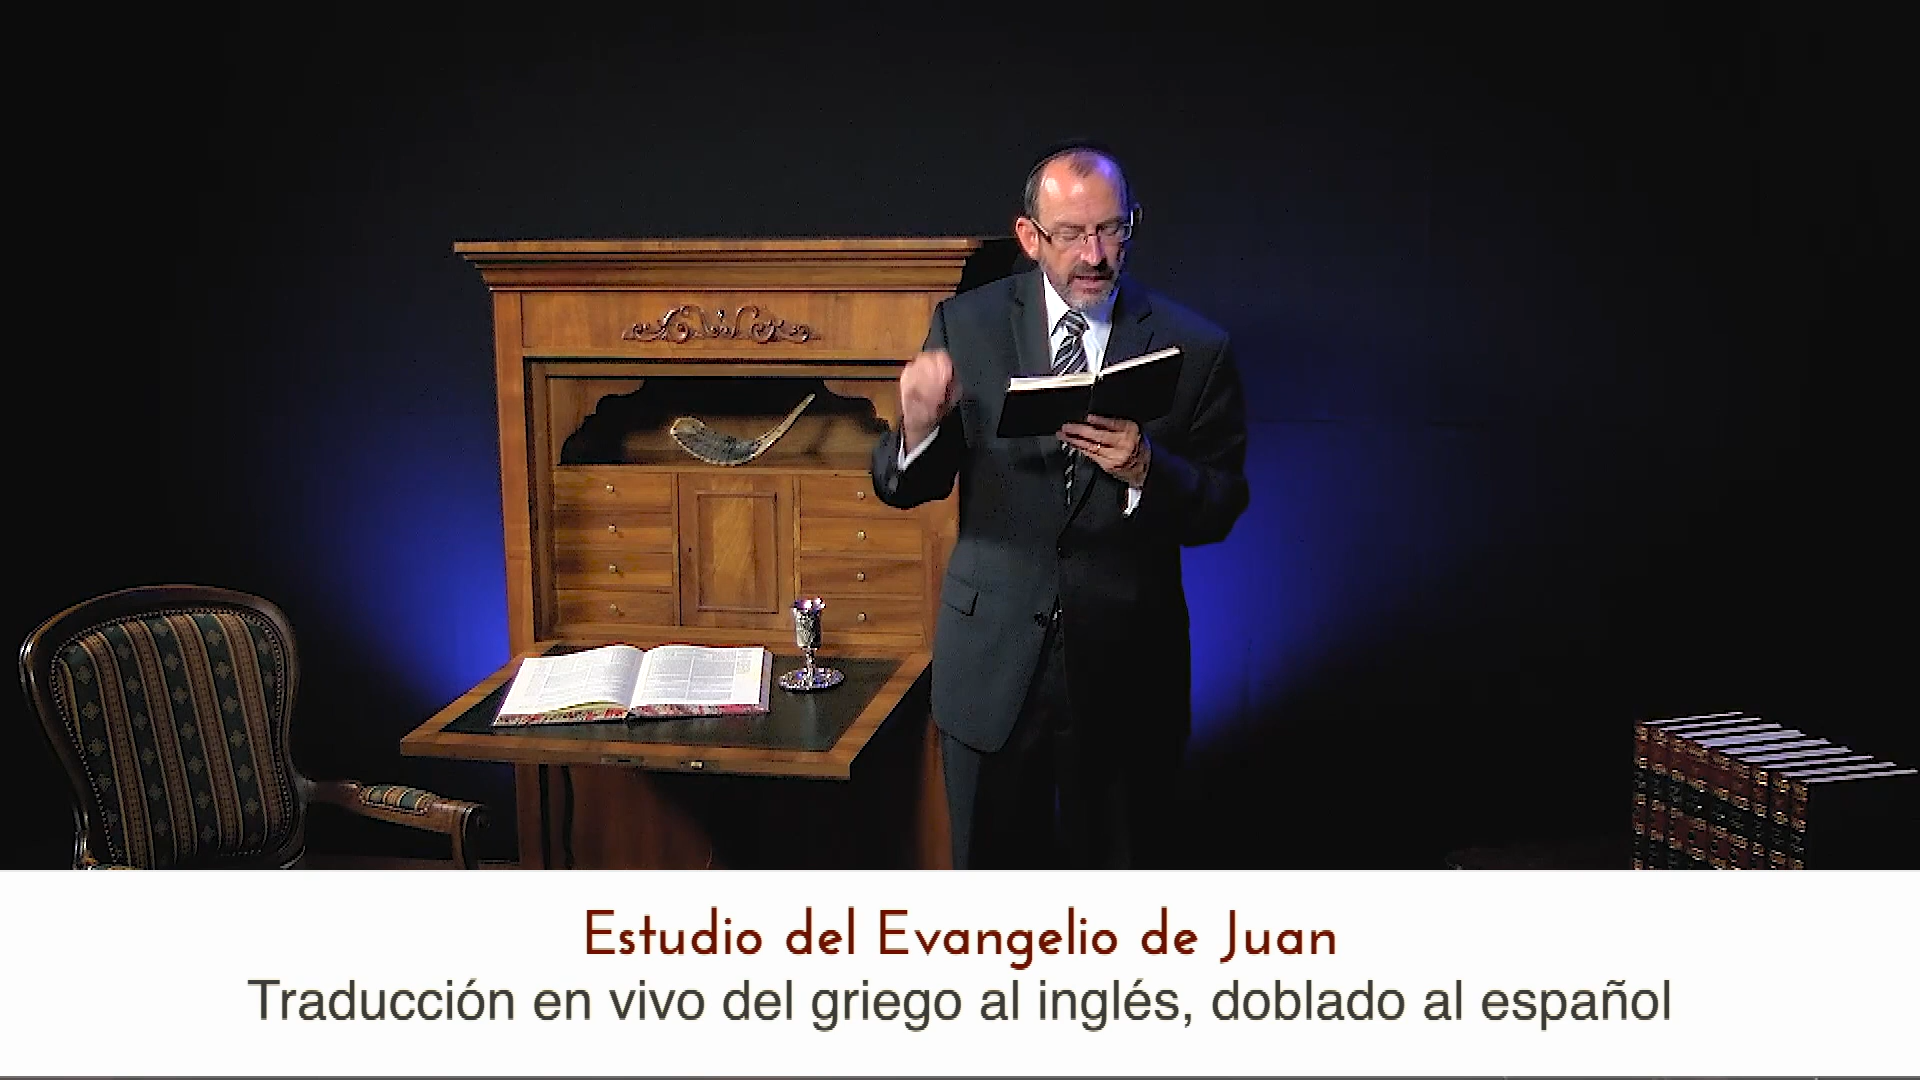 Estudio del Evangelio de Juan
Traducción en vivo del griego al inglés, doblado al español